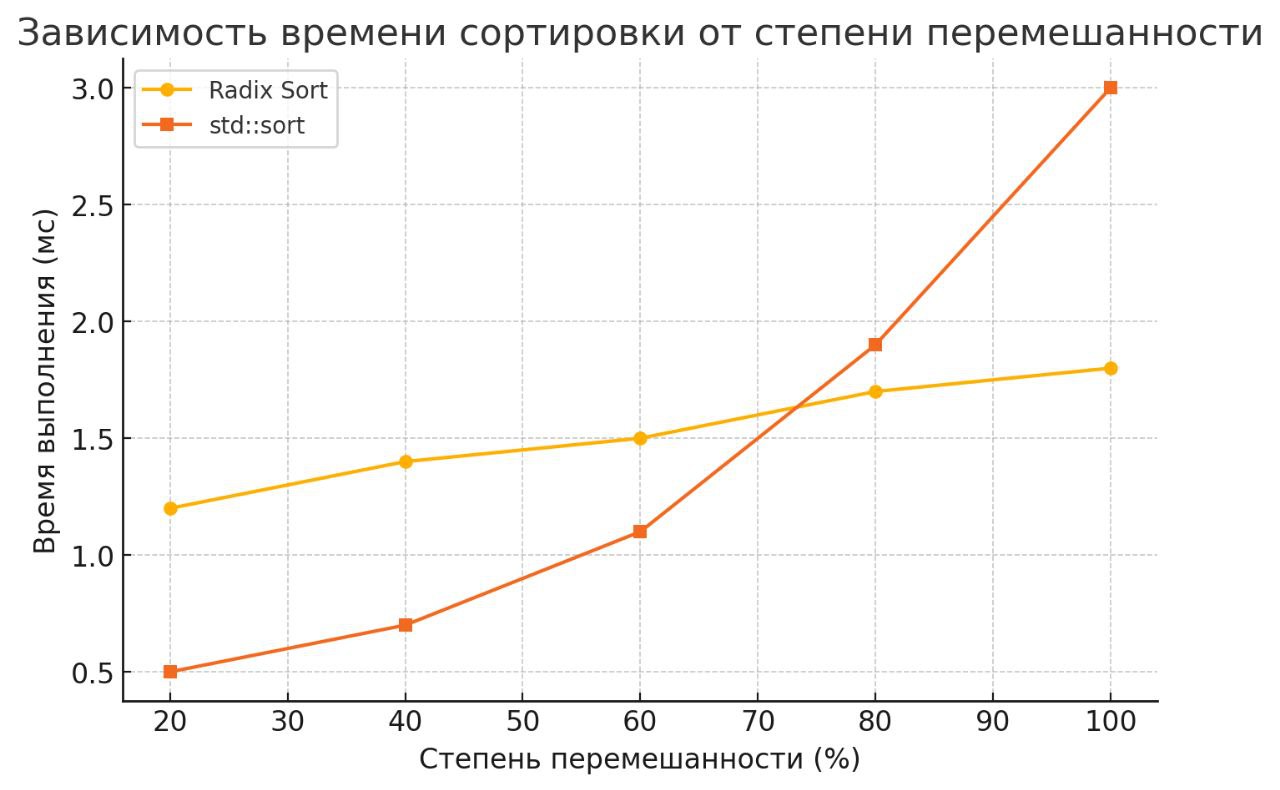 Зависимость времени сортировки от степени перемешанности
Radix Sort
std::sort
3.0
2.5
2.0
1.5
1.0
0.5
Время выполнения (мс)
20 30 40 50 60 70 80 90 100
Степень перемешанности (%)